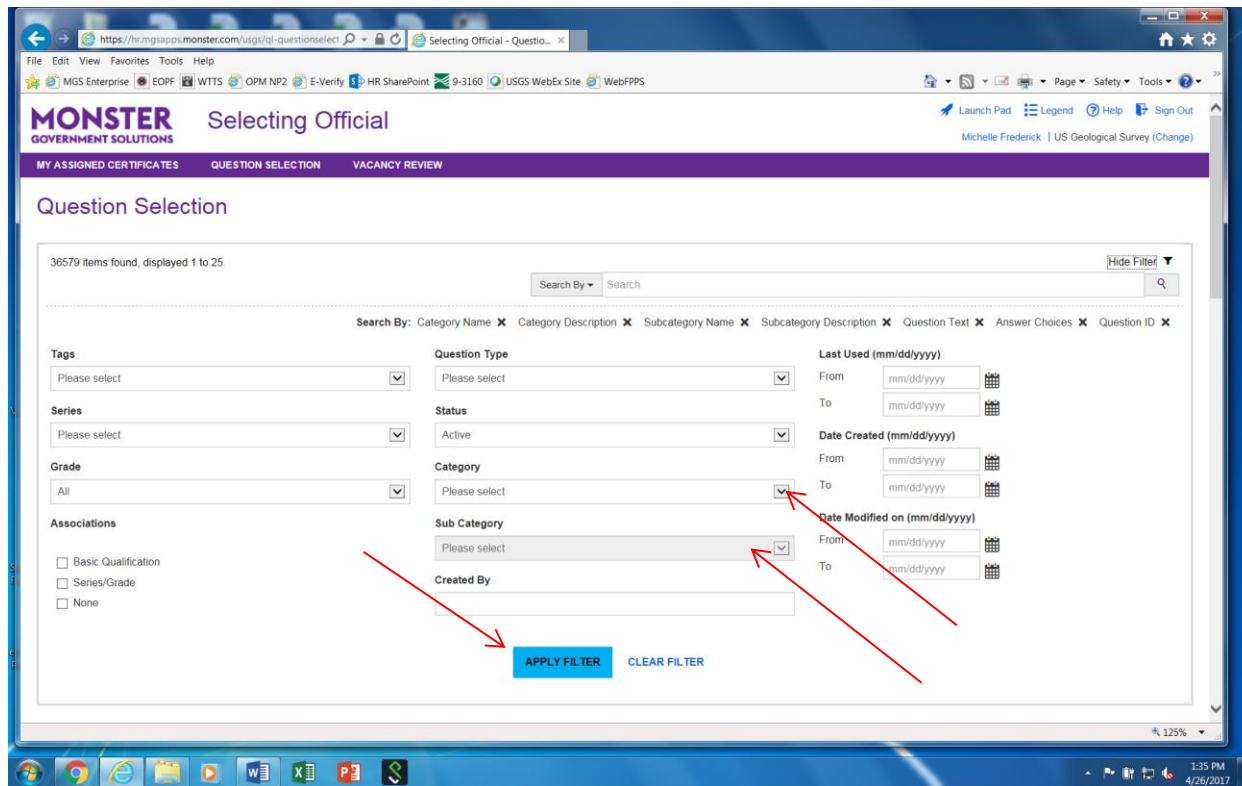 https://hr.mgsapps.monster.com/usgs/ql-questionselect
Selecting Official - Questio...
File Edit View Favorites Tools Help
MGS Enterprise EOPF WTTS OPM NP2 E-Verify HR SharePoint 9-3160 USGS WebEx Site WebFPPS Page Safety Tools
MONSTER
GOVERNMENT SOLUTIONS
Selecting Official
Launch Pad Legend Help Sign Out
Michelle Frederick | US Geological Survey (Change)
MY ASSIGNED CERTIFICATES QUESTION SELECTION VACANCY REVIEW
Question Selection
36579 items found, displayed 1 to 25.
Hide Filter
Search By Search
Search By: Category Name Category Description Subcategory Name Subcategory Description Question Text Answer Choices Question ID
Tags
Please select
Series
Please select
Grade
All
Associations
Basic Qualification
Series/Grade
None
Question Type
Please select
Status
Active
Category
Please select
Sub Category
Please select
Created By
Last Used (mm/dd/yyyy)
From mm/dd/yyyy
To mm/dd/yyyy
Date Created (mm/dd/yyyy)
From mm/dd/yyyy
To mm/dd/yyyy
Date Modified on (mm/dd/yyyy)
From mm/dd/yyyy
To mm/dd/yyyy
APPLY FILTER CLEAR FILTER
125%
1:35 PM
4/26/2017